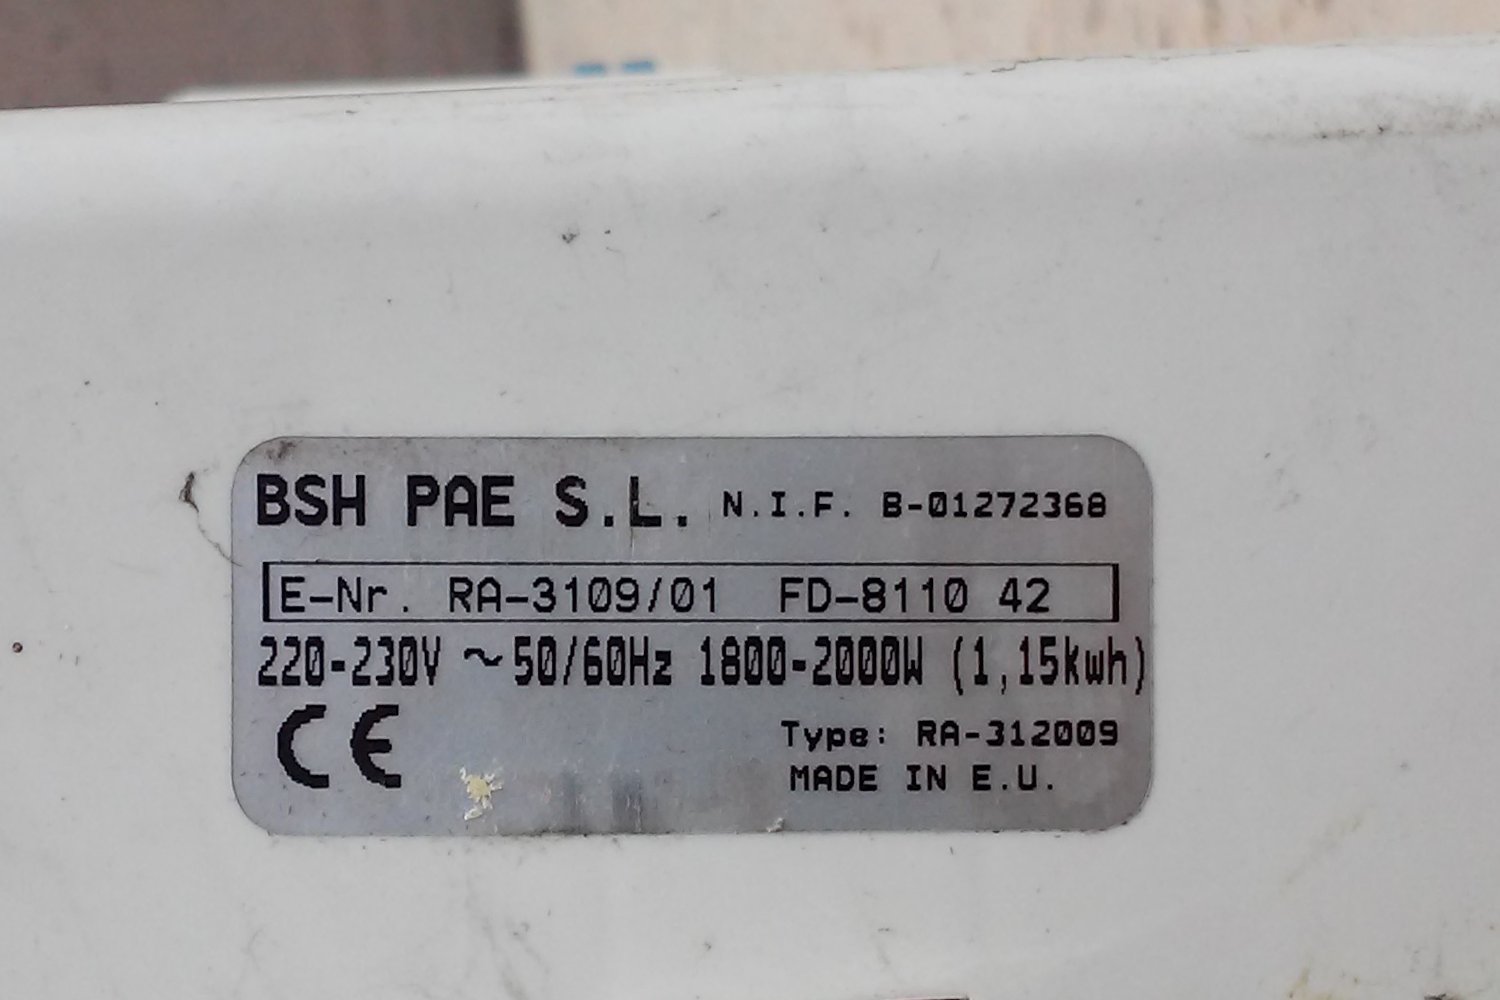 BSH PAE S.L. N.I.F. B-01272368
E-Nr. RA-3109/01 FD-8110 42
220-230V ~ 50/60Hz 1800-2000W (1,15kwh)
CE Type: RA-312009
MADE IN E.U.